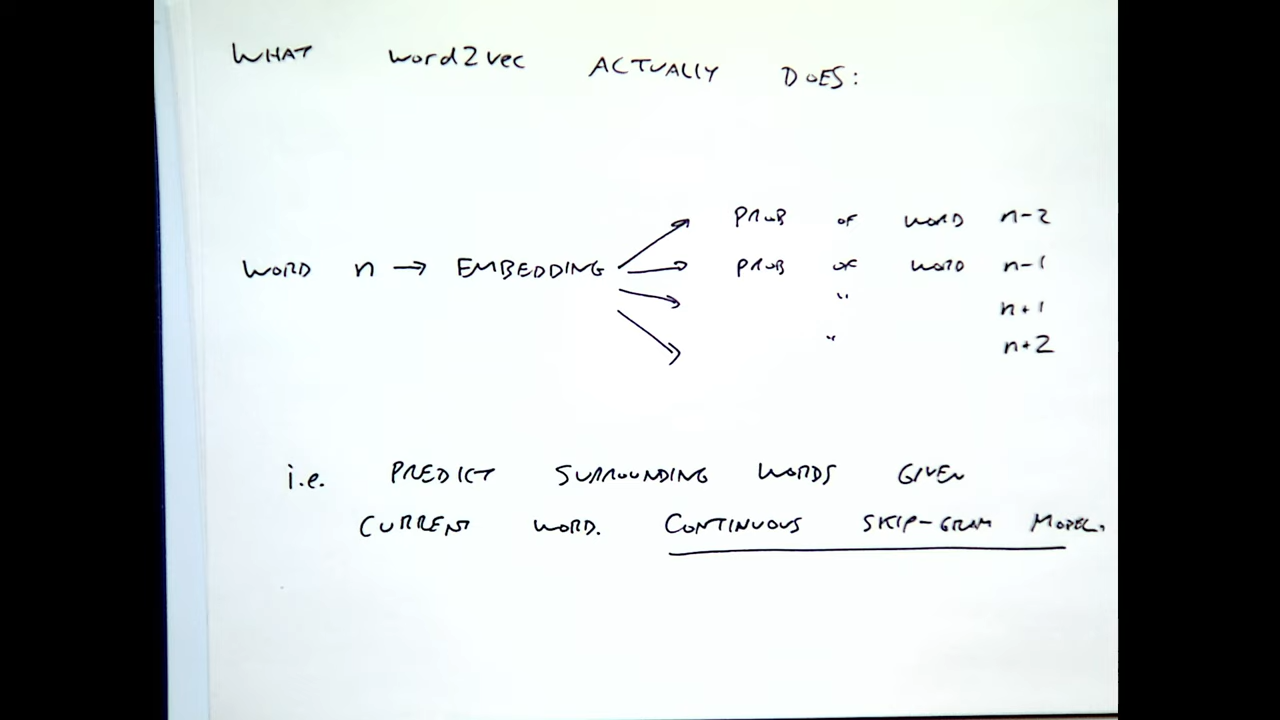 WHAT word2vec ACTUALLY DOES:
PROB OF WORD n-2
WORD n → EMBEDDING PROB OF WORD n-1
" n+1
" n+2
i.e. PREDICT SURROUNDING WORDS GIVEN
CURRENT WORD. CONTINUOUS SKIP-GRAM MODEL.